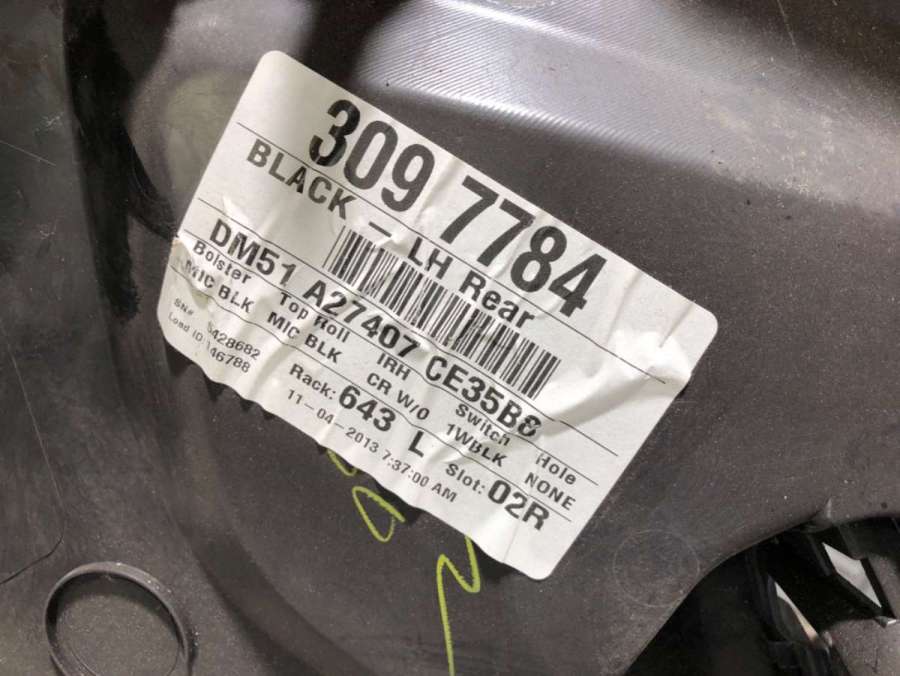 309 7784
BLACK - LH Rear
DM51 A27407 CE35B8
Bolster Top Roll IRH Switch Hole
MIC BLK MIC BLK CR W/O 1WBLK NONE
SN# 5428682 Rack: 643 L Slot: 02R
Load ID: 146788 11-04-2013 7:37:00 AM